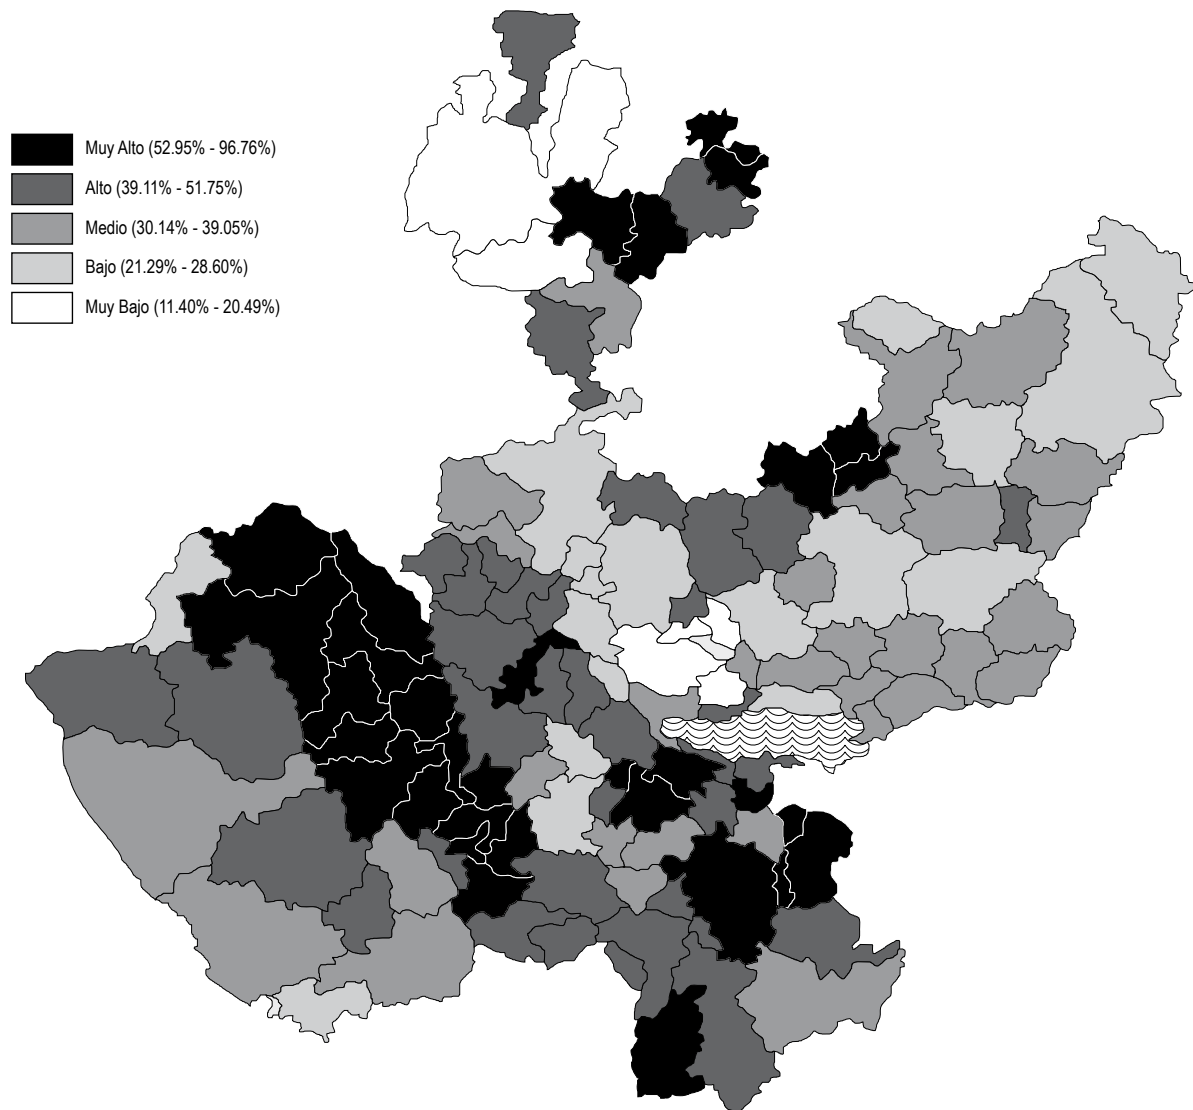 Muy Alto (52.95% - 96.76%)
Alto (39.11% - 51.75%)
Medio (30.14% - 39.05%)
Bajo (21.29% - 28.60%)
Muy Bajo (11.40% - 20.49%)